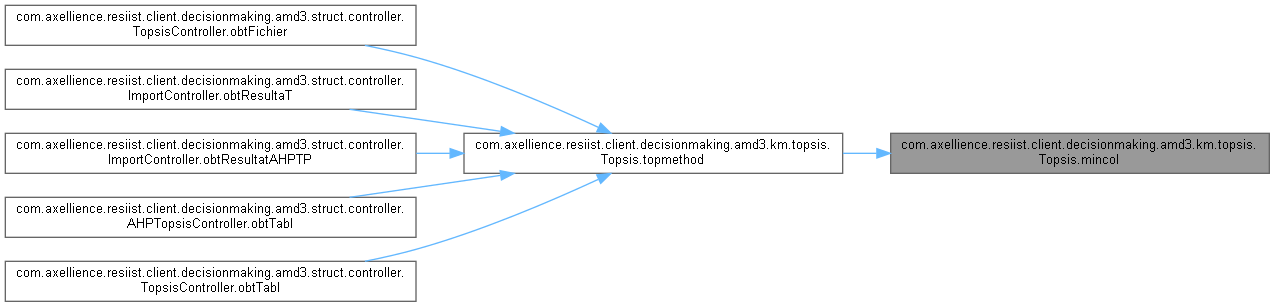 com.axellience.resiist.client.decisionmaking.amd3.struct.controller.
TopsisController.obtFichier
com.axellience.resiist.client.decisionmaking.amd3.struct.controller.
ImportController.obtResultaT
com.axellience.resiist.client.decisionmaking.amd3.struct.controller.
ImportController.obtResultatAHPTP
com.axellience.resiist.client.decisionmaking.amd3.struct.controller.
AHPTopsisController.obtTabl
com.axellience.resiist.client.decisionmaking.amd3.struct.controller.
TopsisController.obtTabl
com.axellience.resiist.client.decisionmaking.amd3.km.topsis.
Topsis.topmethod
com.axellience.resiist.client.decisionmaking.amd3.km.topsis.
Topsis.mincol